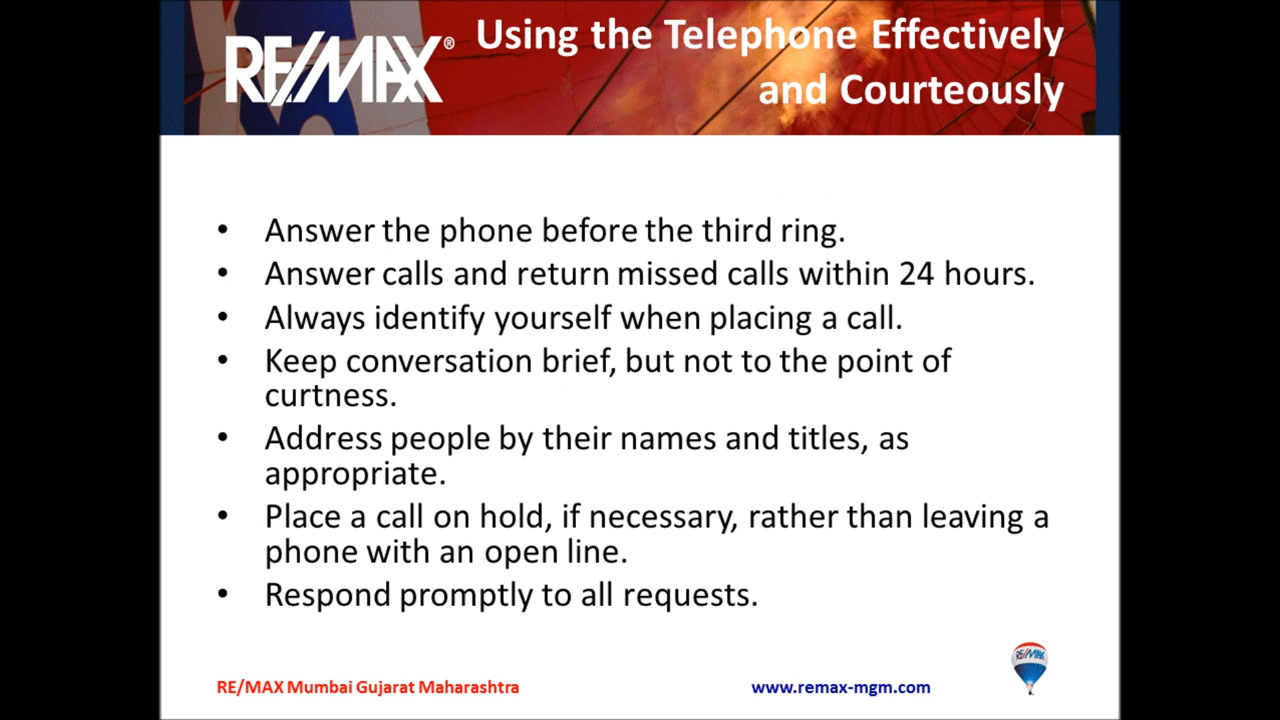 RE/MAX®
Using the Telephone Effectively
and Courteously
• Answer the phone before the third ring.
• Answer calls and return missed calls within 24 hours.
• Always identify yourself when placing a call.
• Keep conversation brief, but not to the point of
curtness.
• Address people by their names and titles, as
appropriate.
• Place a call on hold, if necessary, rather than leaving a
phone with an open line.
• Respond promptly to all requests.
RE/MAX
RE/MAX Mumbai Gujarat Maharashtra
www.remax-mgm.com